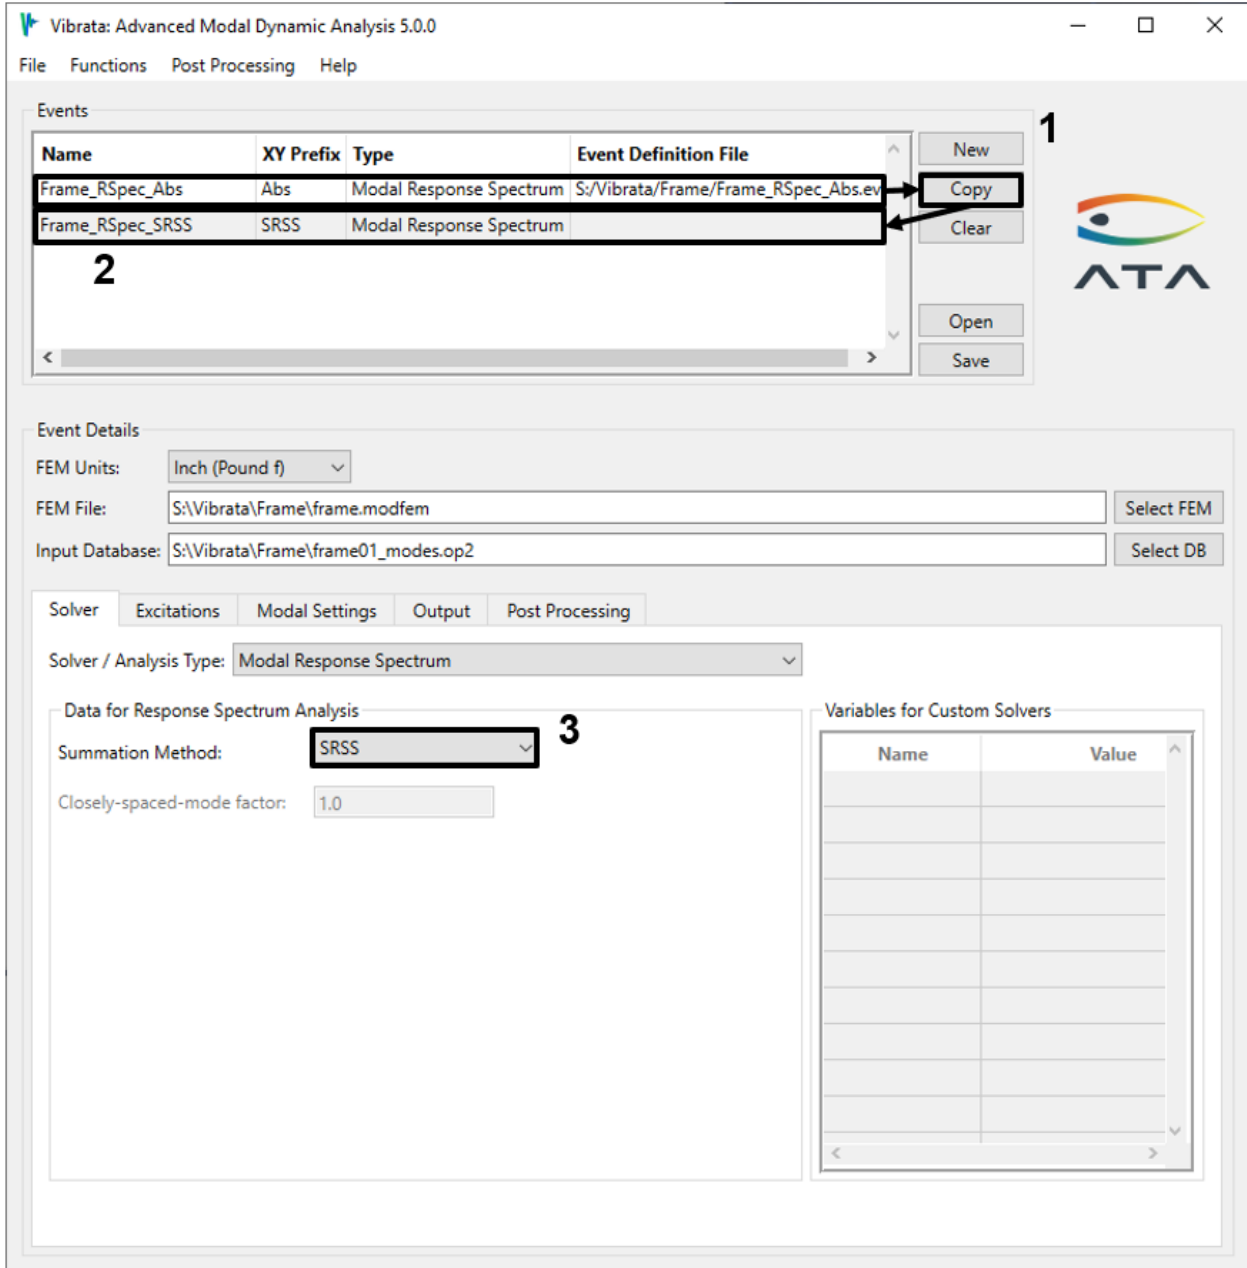 Vibrata: Advanced Modal Dynamic Analysis 5.0.0
File Functions Post Processing Help
Events
1
Name XY Prefix Type Event Definition File
New
Frame_RSpec_Abs Abs Modal Response Spectrum S:/Vibrata/Frame/Frame_RSpec_Abs.ev
Copy
Frame_RSpec_SRSS SRSS Modal Response Spectrum
Clear
2
ATA
Open
Save
Event Details
FEM Units: Inch (Pound f)
FEM File: S:\Vibrata\Frame\frame.modfem Select FEM
Input Database: S:\Vibrata\Frame\frame01_modes.op2 Select DB
Solver Excitations Modal Settings Output Post Processing
Solver / Analysis Type: Modal Response Spectrum
Data for Response Spectrum Analysis
Variables for Custom Solvers
Summation Method: SRSS 3
Name Value
Closely-spaced-mode factor: 1.0